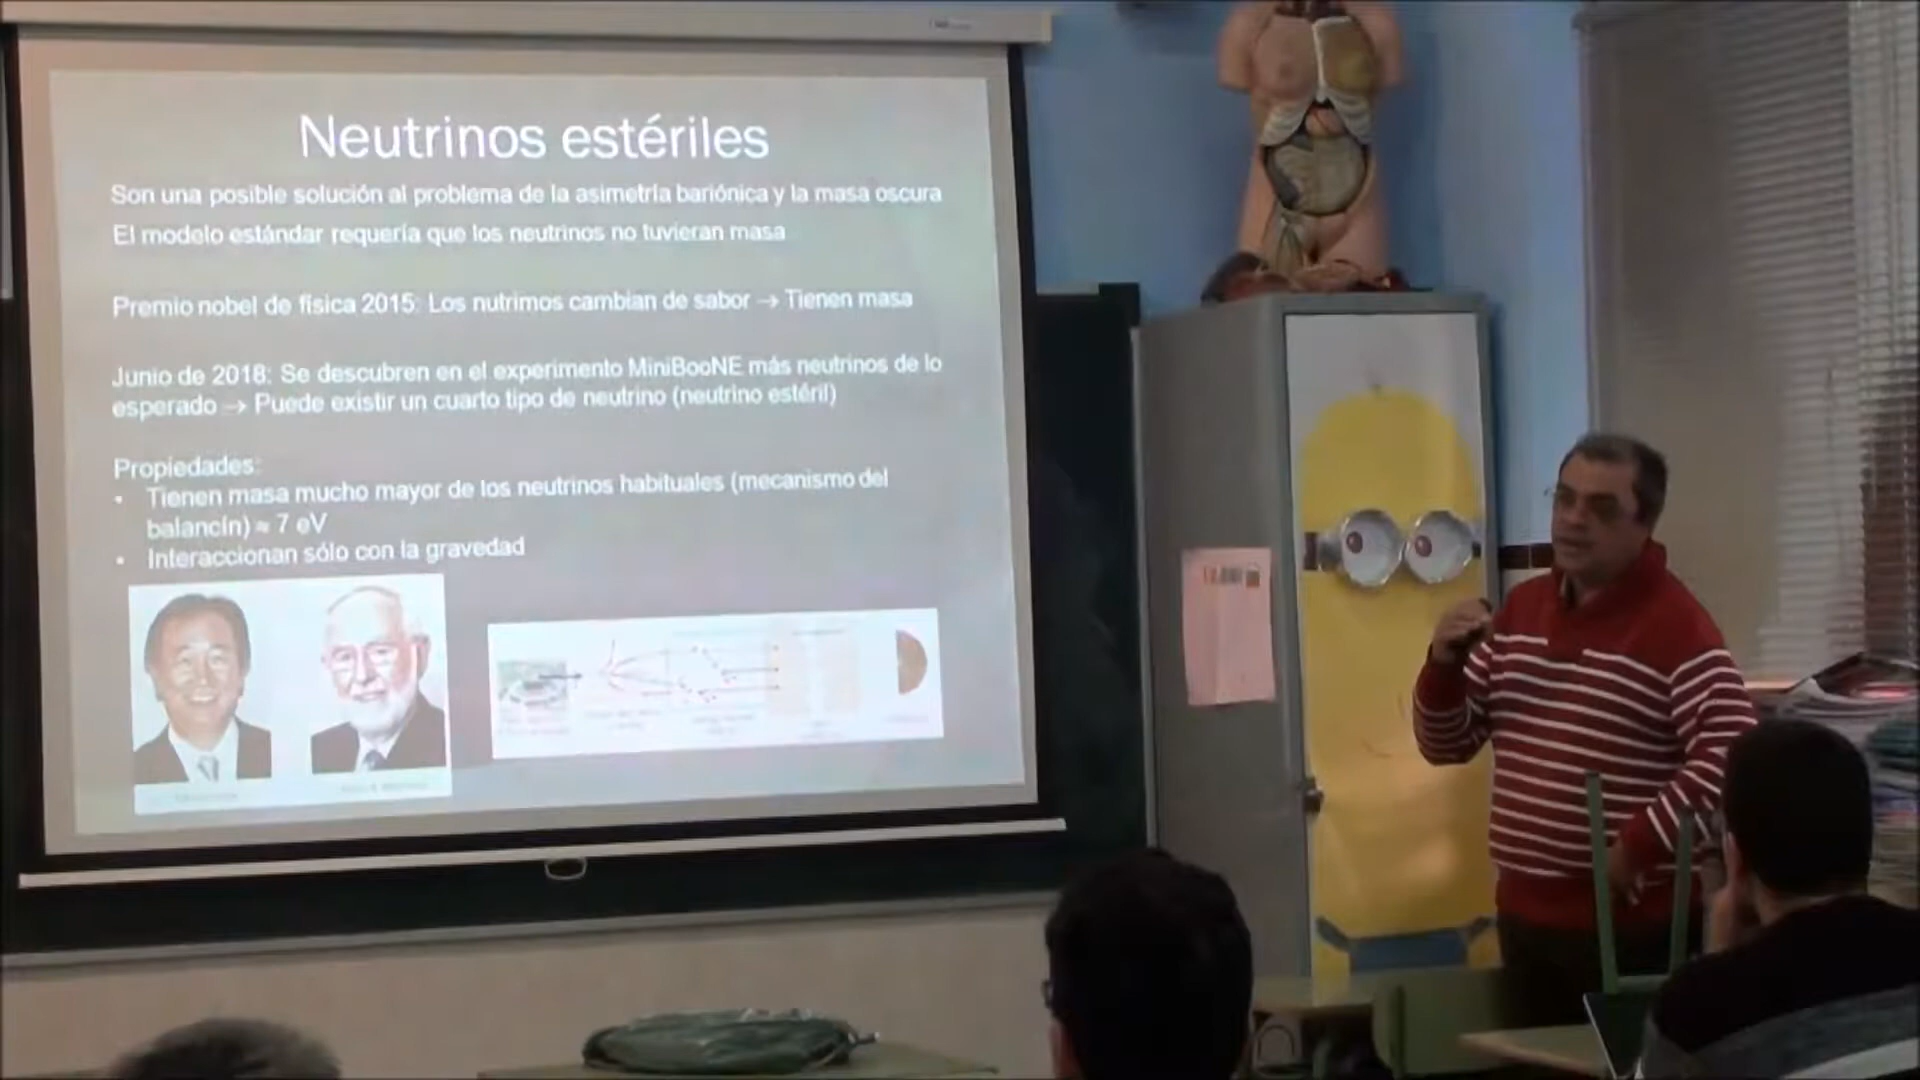 Neutrinos estériles
Son una posible solución al problema de la asimetría bariónica y la masa oscura
El modelo estándar requería que los neutrinos no tuvieran masa
Premio nobel de física 2015: Los nutrimos cambian de sabor → Tienen masa
Junio de 2018: Se descubren en el experimento MiniBooNE más neutrinos de lo
esperado → Puede existir un cuarto tipo de neutrino (neutrino estéril)
Propiedades:
• Tienen masa mucho mayor de los neutrinos habituales (mecanismo del
balancín) ≈ 7 eV
• Interaccionan sólo con la gravedad